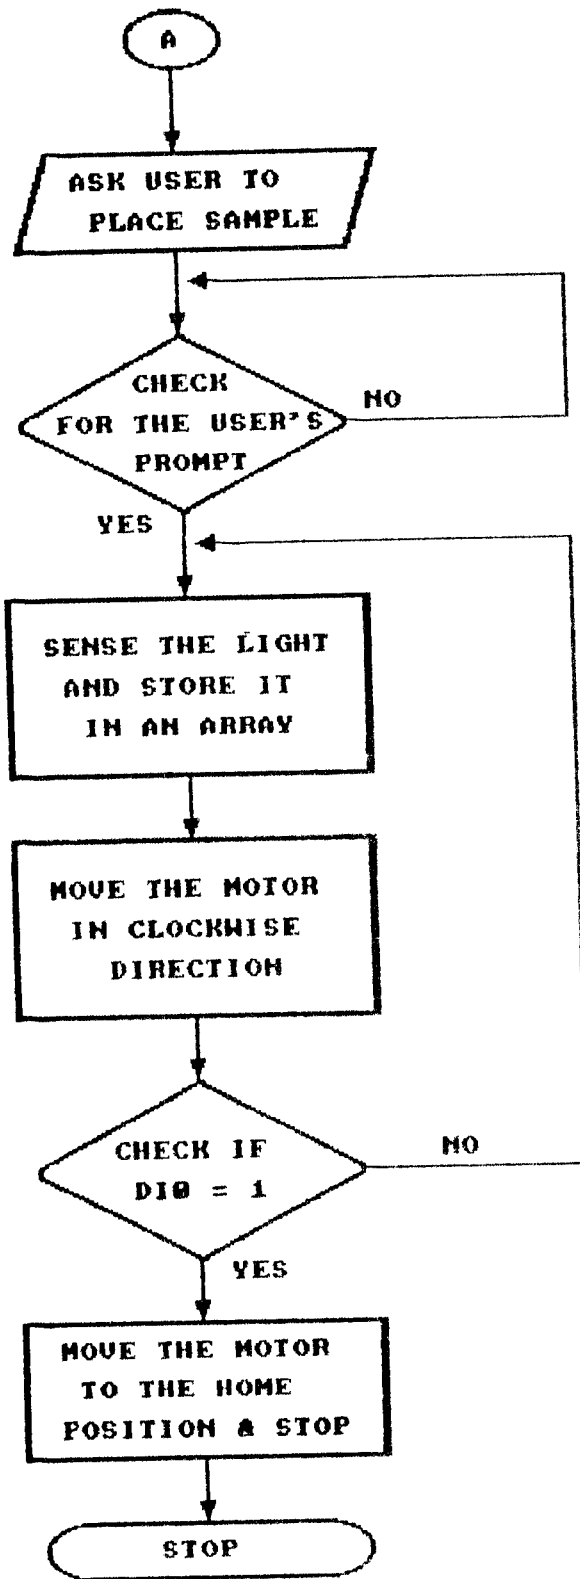 A
ASK USER TO
PLACE SAMPLE
CHECK
FOR THE USER'S
PROMPT
NO
YES
SENSE THE LIGHT
AND STORE IT
IN AN ARRAY
MOVE THE MOTOR
IN CLOCKWISE
DIRECTION
CHECK IF
DI0 = 1
NO
YES
MOVE THE MOTOR
TO THE HOME
POSITION & STOP
STOP